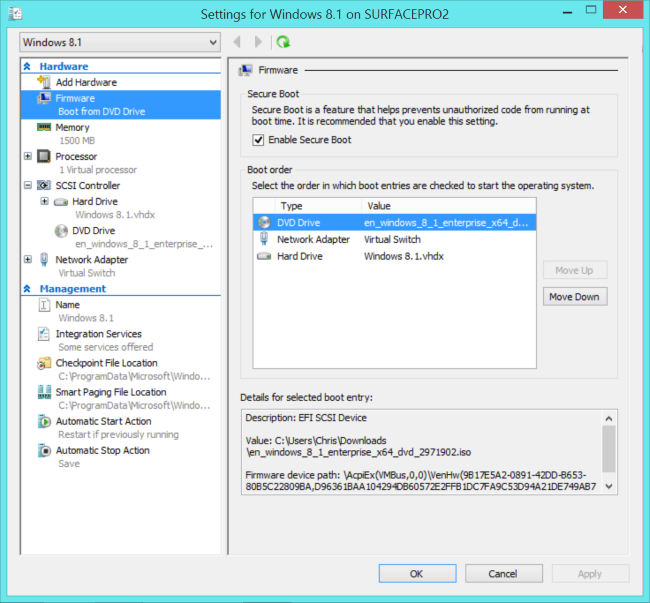 Settings for Windows 8.1 on SURFACEPRO2
Windows 8.1
Hardware
Add Hardware
Firmware
Boot from DVD Drive
Memory
1500 MB
Processor
1 Virtual processor
SCSI Controller
Hard Drive
Windows 8.1.vhdx
DVD Drive
en_windows_8_1_enterprise_...
Network Adapter
Virtual Switch
Management
Name
Windows 8.1
Integration Services
Some services offered
Checkpoint File Location
C:\ProgramData\Microsoft\Windo...
Smart Paging File Location
C:\ProgramData\Microsoft\Windo...
Automatic Start Action
Restart if previously running
Automatic Stop Action
Save
Firmware
Secure Boot
Secure Boot is a feature that helps prevents unauthorized code from running at
boot time. It is recommended that you enable this setting.
Enable Secure Boot
Boot order
Select the order in which boot entries are checked to start the operating system.
Type Value
DVD Drive en_windows_8_1_enterprise_x64_d...
Network Adapter Virtual Switch
Hard Drive Windows 8.1.vhdx
Move Up
Move Down
Details for selected boot entry:
Description: EFI SCSI Device
Value: C:\Users\Chris\Downloads
\en_windows_8_1_enterprise_x64_dvd_2971902.iso
Firmware device path: \AcpiEx(VMBus,0,0)\VenHw(9B17E5A2-0891-42DD-B653-
80B5C22809BA,D96361BAA104294DB60572E2FFB1DC7FA9C53D94A21DE749AB7
OK
Cancel
Apply